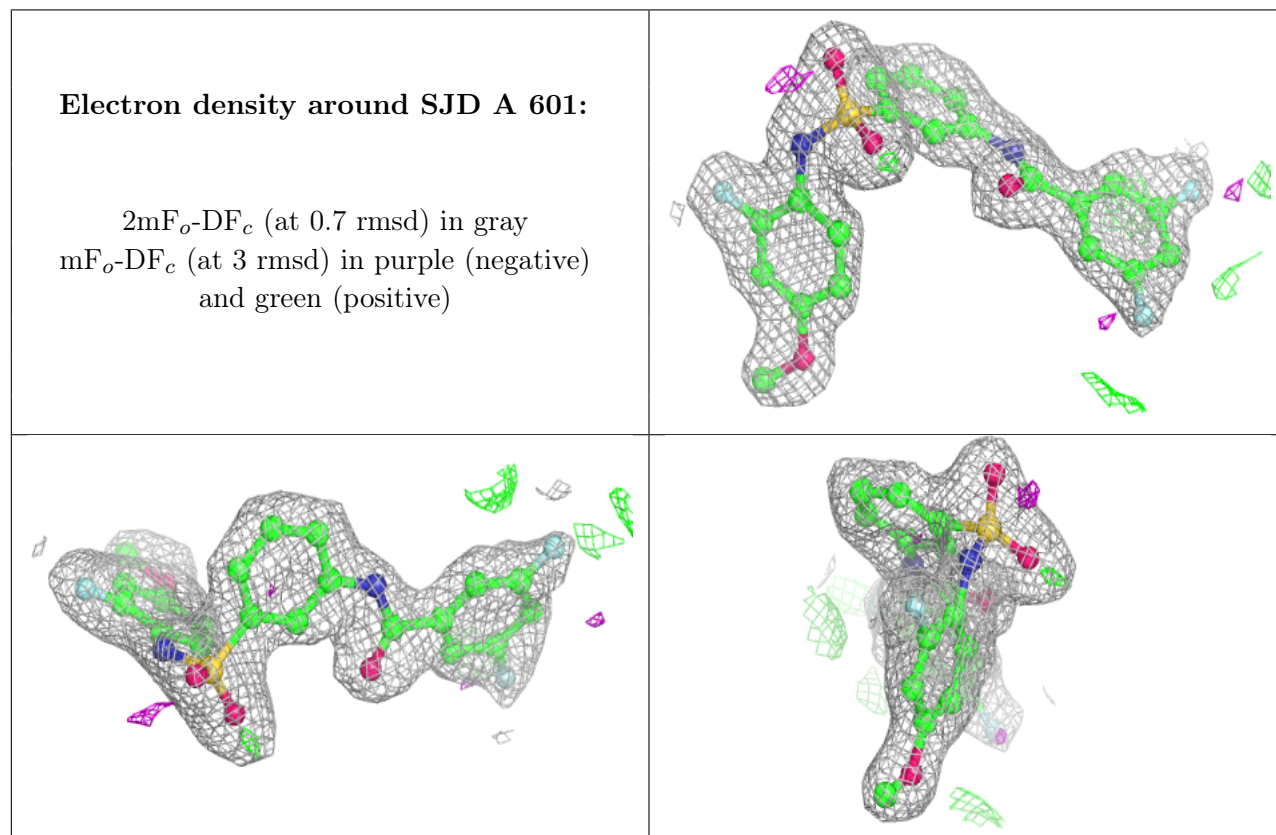 Electron density around SJD A 601:
2mFo-DFc (at 0.7 rmsd) in gray
mFo-DFc (at 3 rmsd) in purple (negative)
and green (positive)